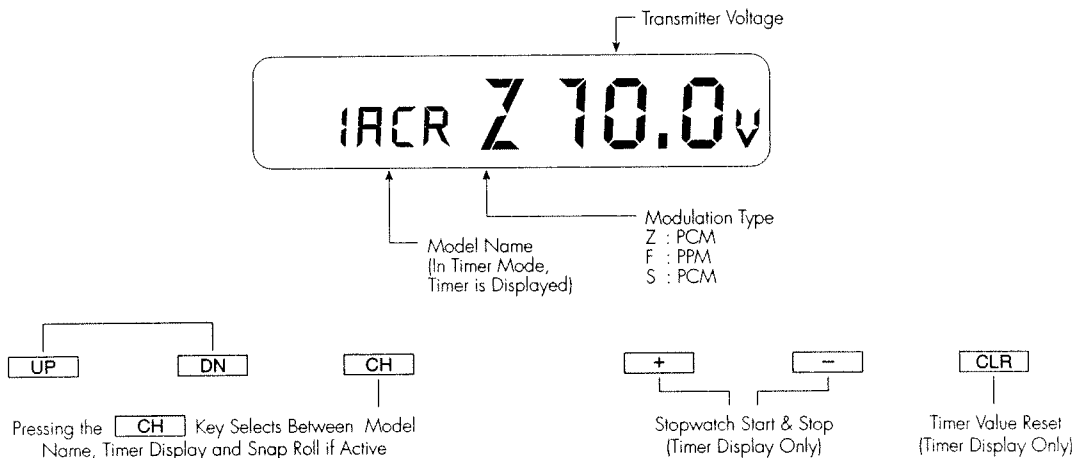 Transmitter Voltage
1ACR Z 10.0v
Model Name
(In Timer Mode,
Timer is Displayed)
Modulation Type
Z : PCM
F : PPM
S : PCM
UP DN CH + − CLR
Pressing the CH Key Selects Between Model
Name, Timer Display and Snap Roll if Active
Stopwatch Start & Stop
(Timer Display Only)
Timer Value Reset
(Timer Display Only)